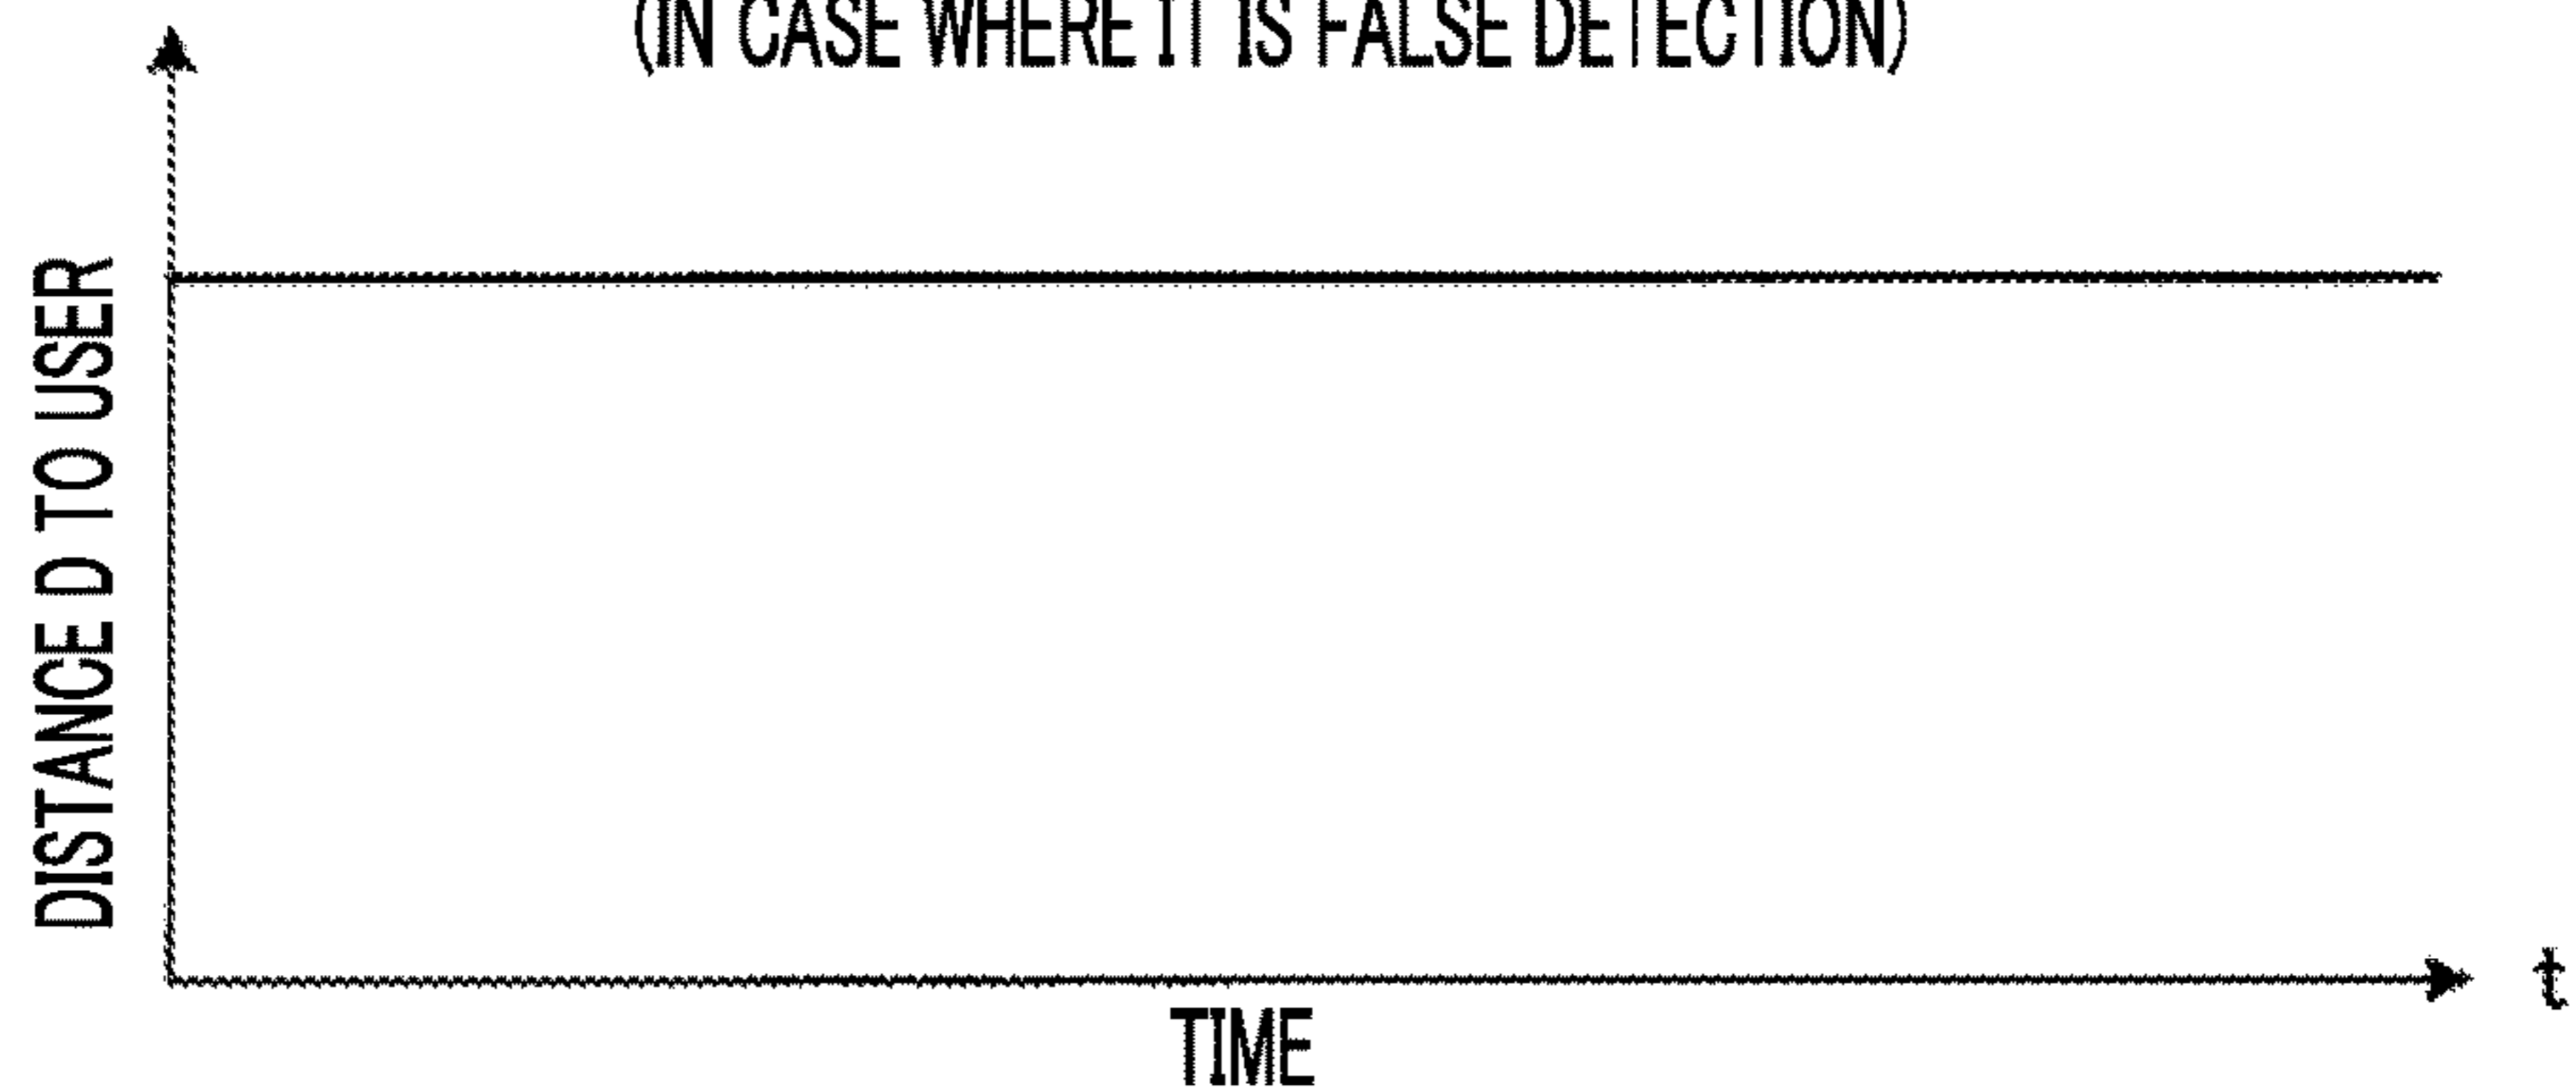 (IN CASE WHERE IT IS FALSE DETECTION)
DISTANCE D TO USER
t
TIME